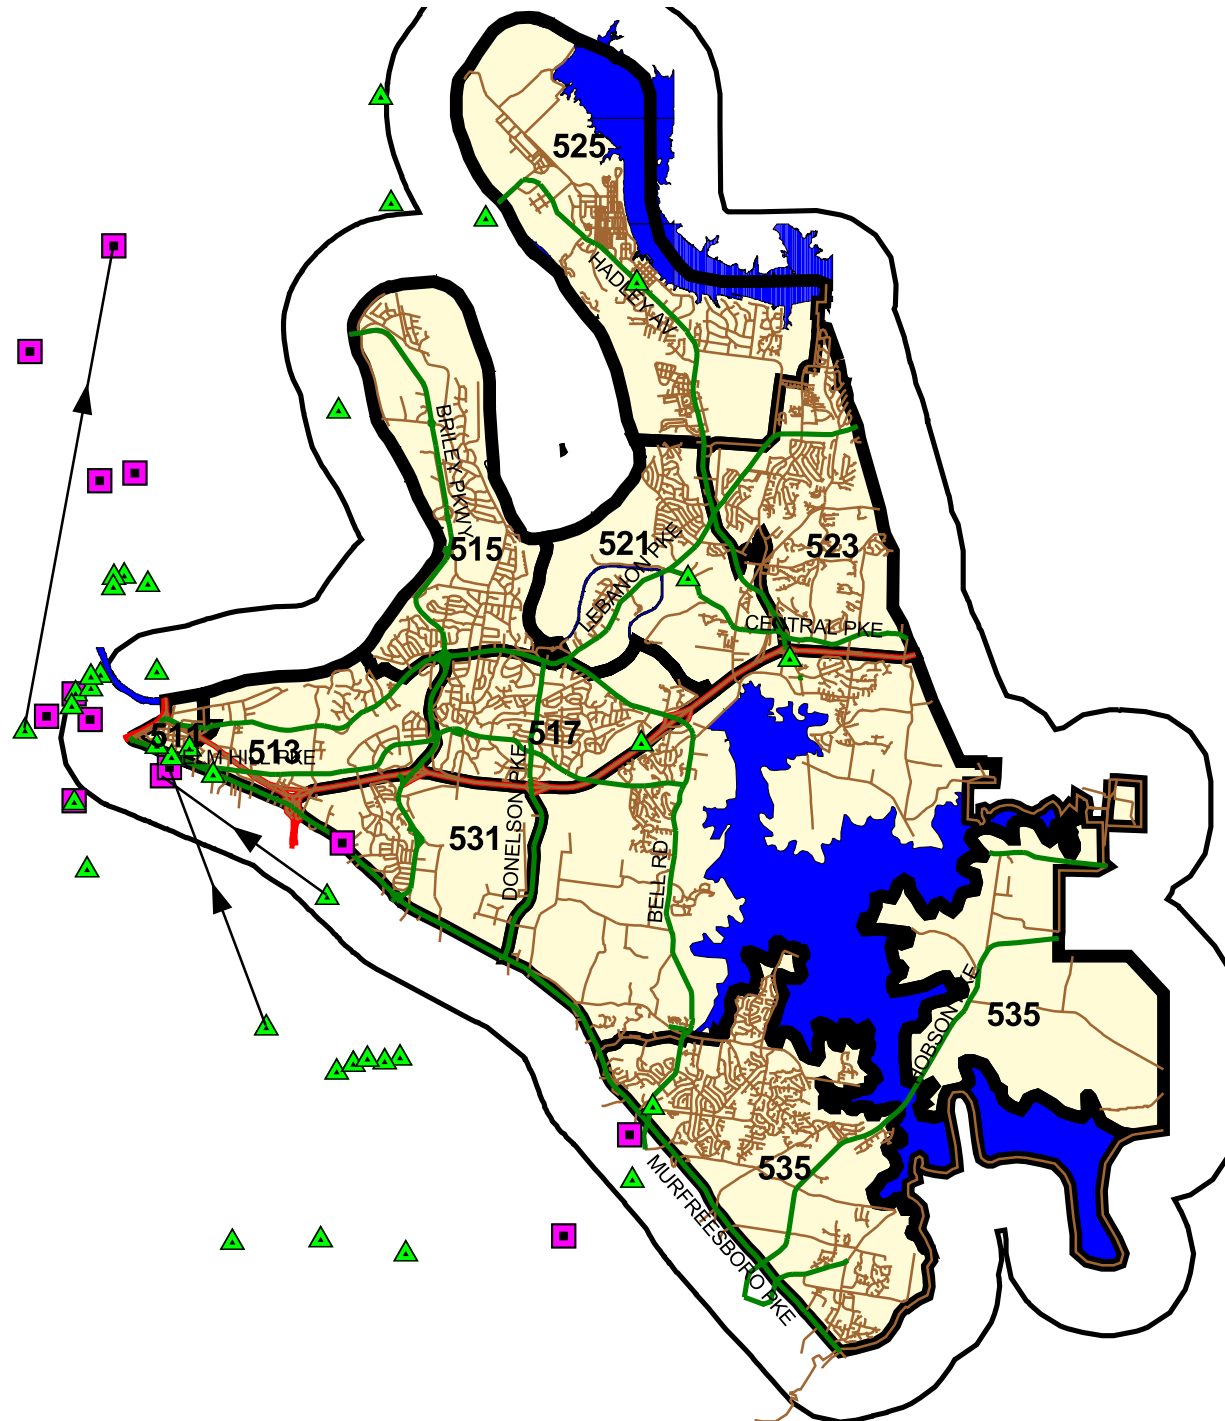 525
HADLEY AV
BRILEY PKWY
515
521
523
LEBANON PKE
CENTRAL PKE
511
513
517
ELM HILL PKE
531
DONELSON PKE
BELL RD
HOBSON PKE
535
535
MURFREESBORO PKE